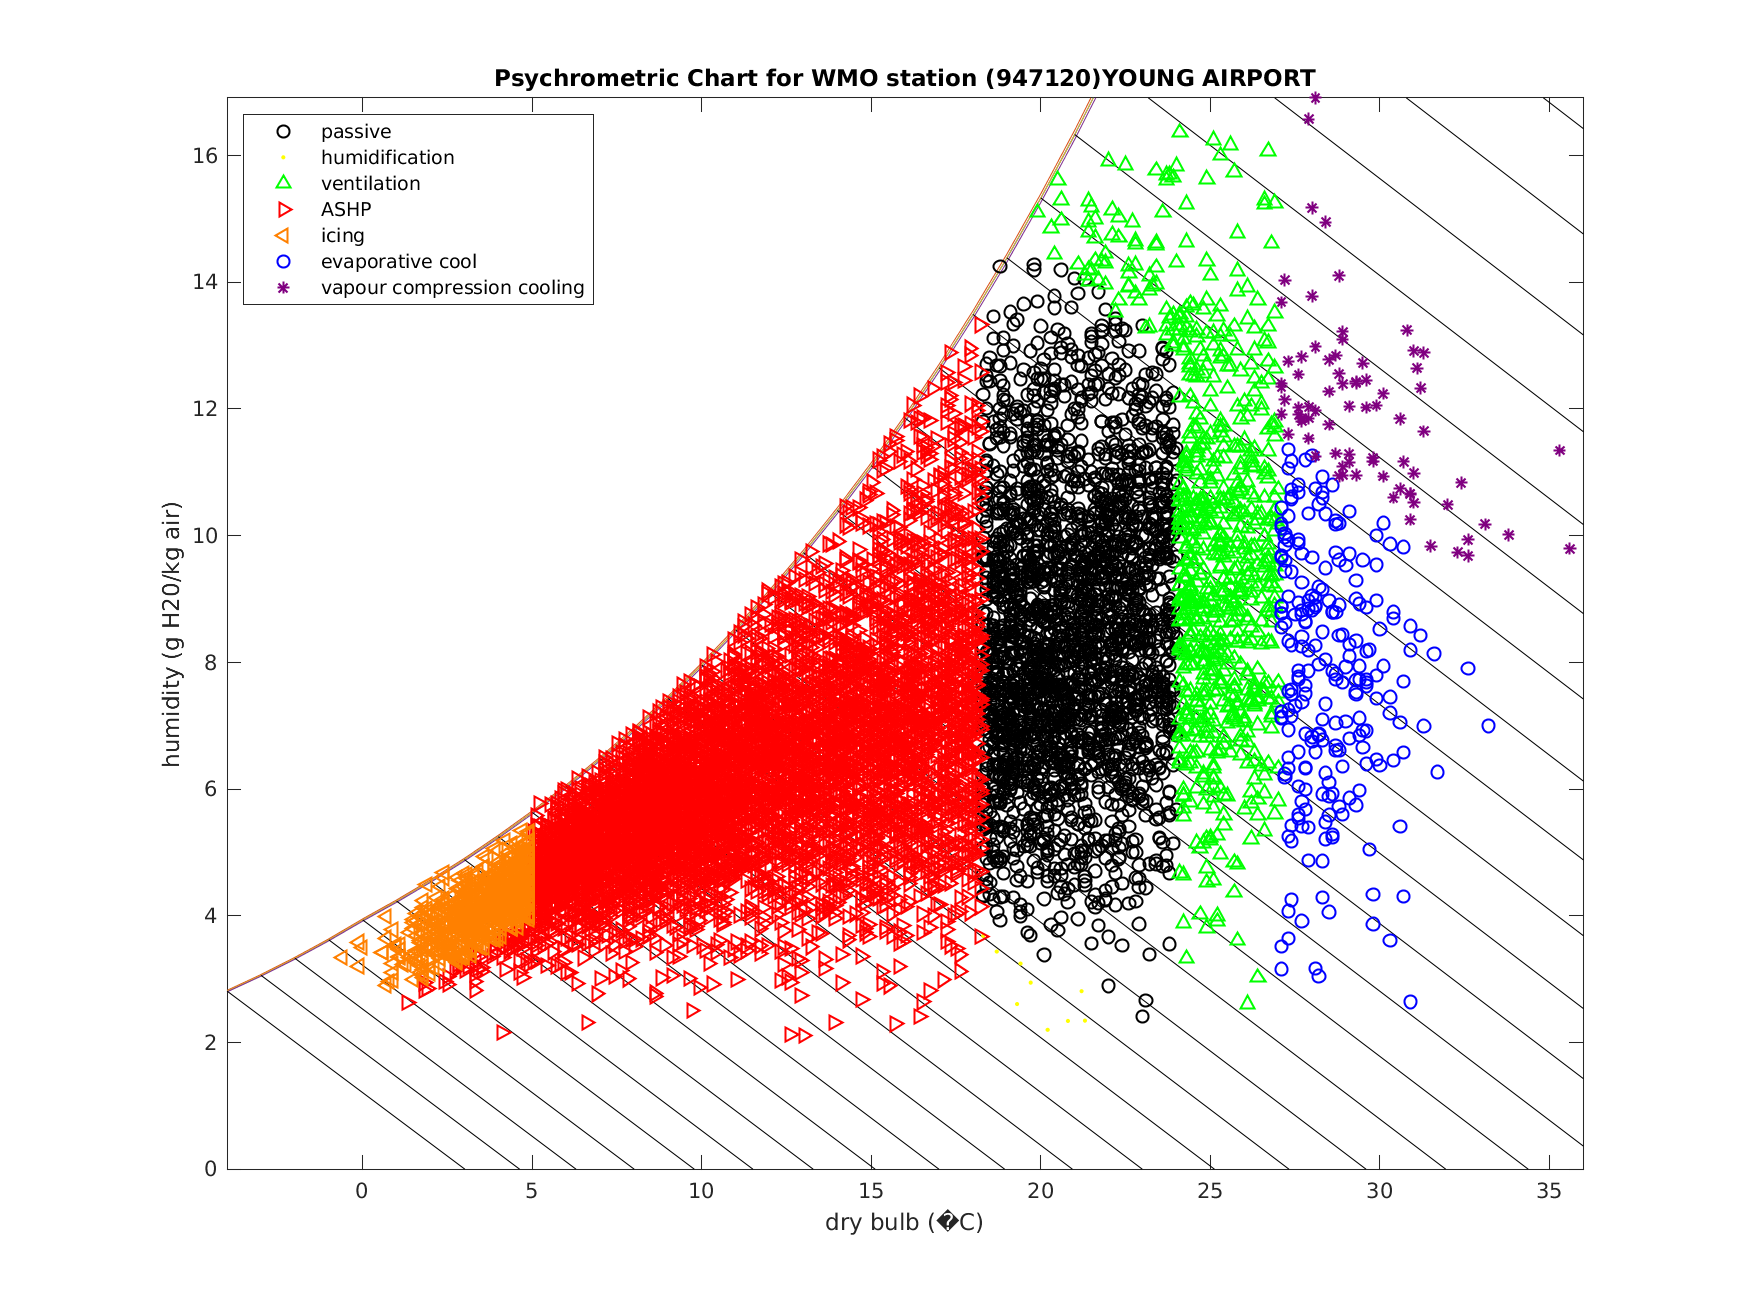 Psychrometric Chart for WMO station (947120)YOUNG AIRPORT
passive
humidification
ventilation
ASHP
icing
evaporative cool
vapour compression cooling
humidity (g H20/kg air)
16
14
12
10
8
6
4
2
0
0 5 10 15 20 25 30 35
dry bulb (�C)